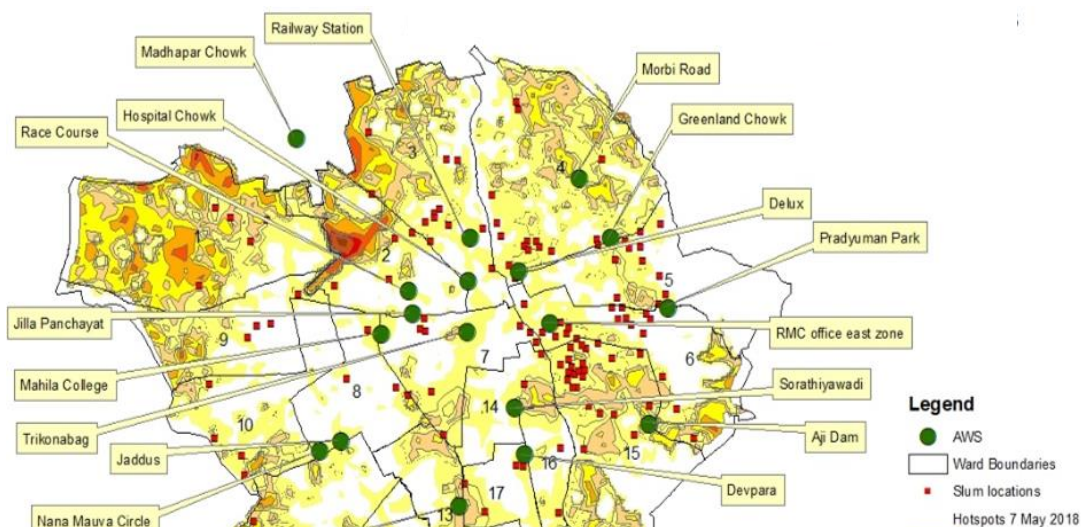 Railway Station
Madhapar Chowk
Morbi Road
Hospital Chowk
Greenland Chowk
Race Course
3
4
Delux
2
Pradyuman Park
5
Jilla Panchayat
9
RMC office east zone
7
6
Mahila College
8
Sorathiyawadi
14
Legend
Trikonabag
10
AWS
Aji Dam
Jaddus
15
Ward Boundaries
16
Devpara
17
Slum locations
Nana Mauva Circle
13
Hotspots 7 May 2018